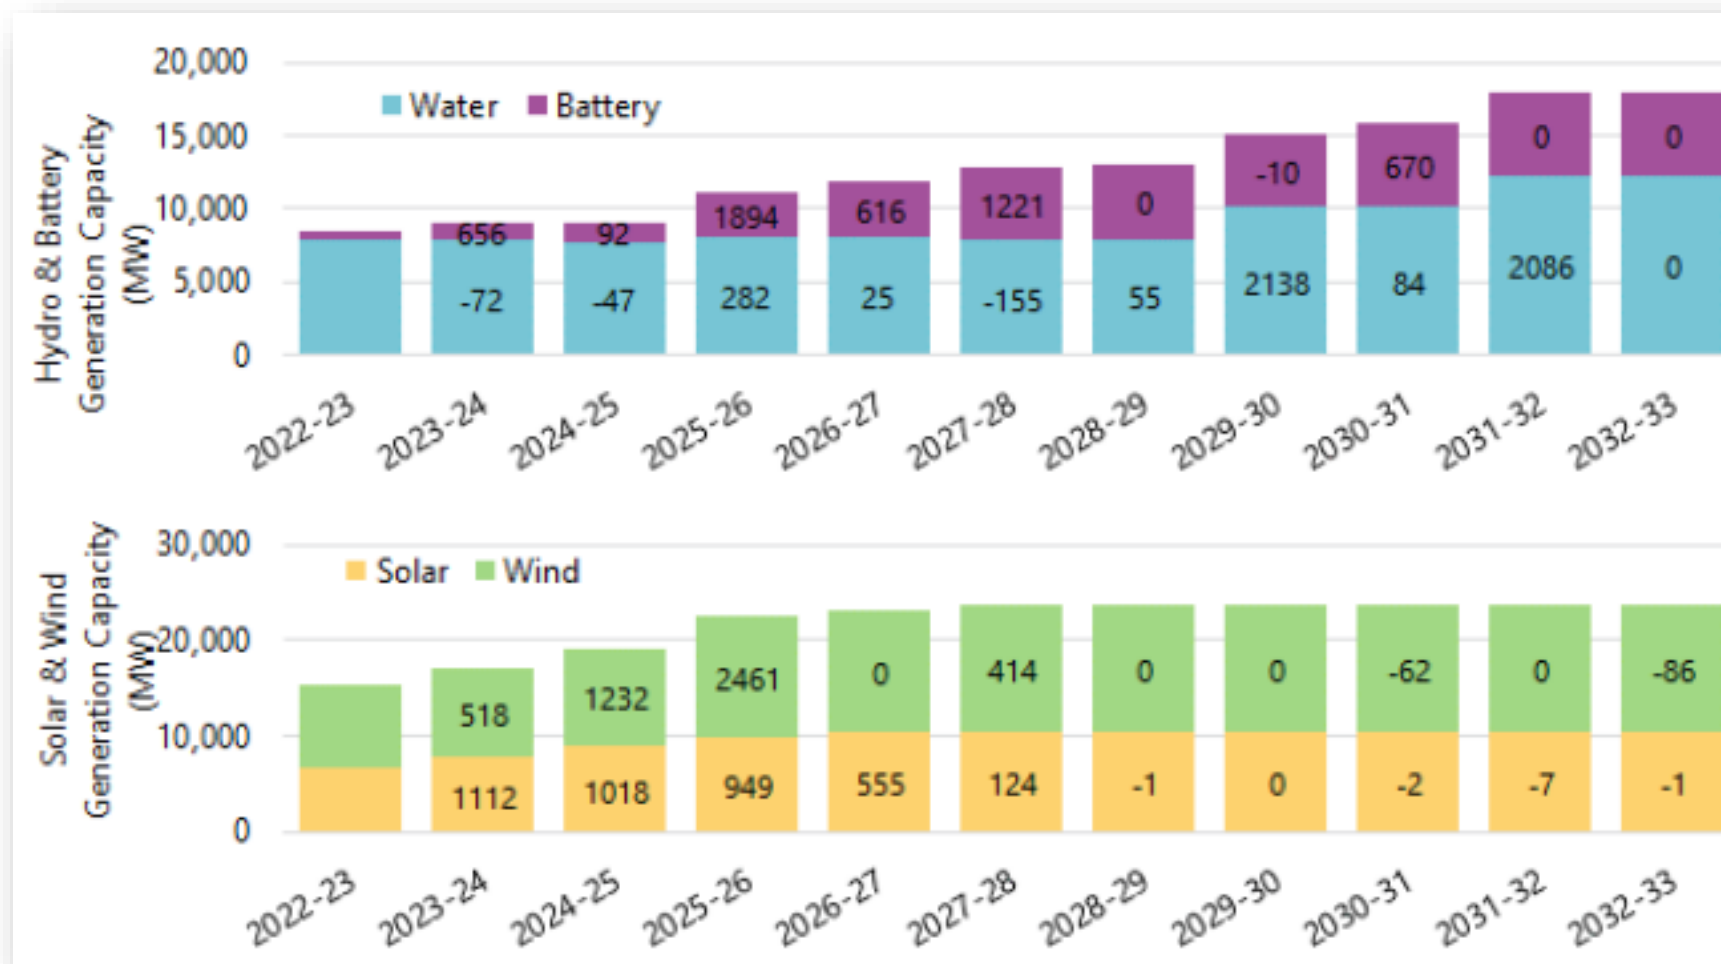 Hydro & Battery
Generation Capacity
(MW)
20,000
15,000
10,000
5,000
0
Water Battery
656 92 1894 616 1221 0 -10 670 0 0
-72 -47 282 25 -155 55 2138 84 2086 0
2022-23 2023-24 2024-25 2025-26 2026-27 2027-28 2028-29 2029-30 2030-31 2031-32 2032-33
Solar & Wind
Generation Capacity
(MW)
30,000
20,000
10,000
0
Solar Wind
518 1232 2461 0 414 0 0 -62 0 -86
1112 1018 949 555 124 -1 0 -2 -7 -1
2022-23 2023-24 2024-25 2025-26 2026-27 2027-28 2028-29 2029-30 2030-31 2031-32 2032-33